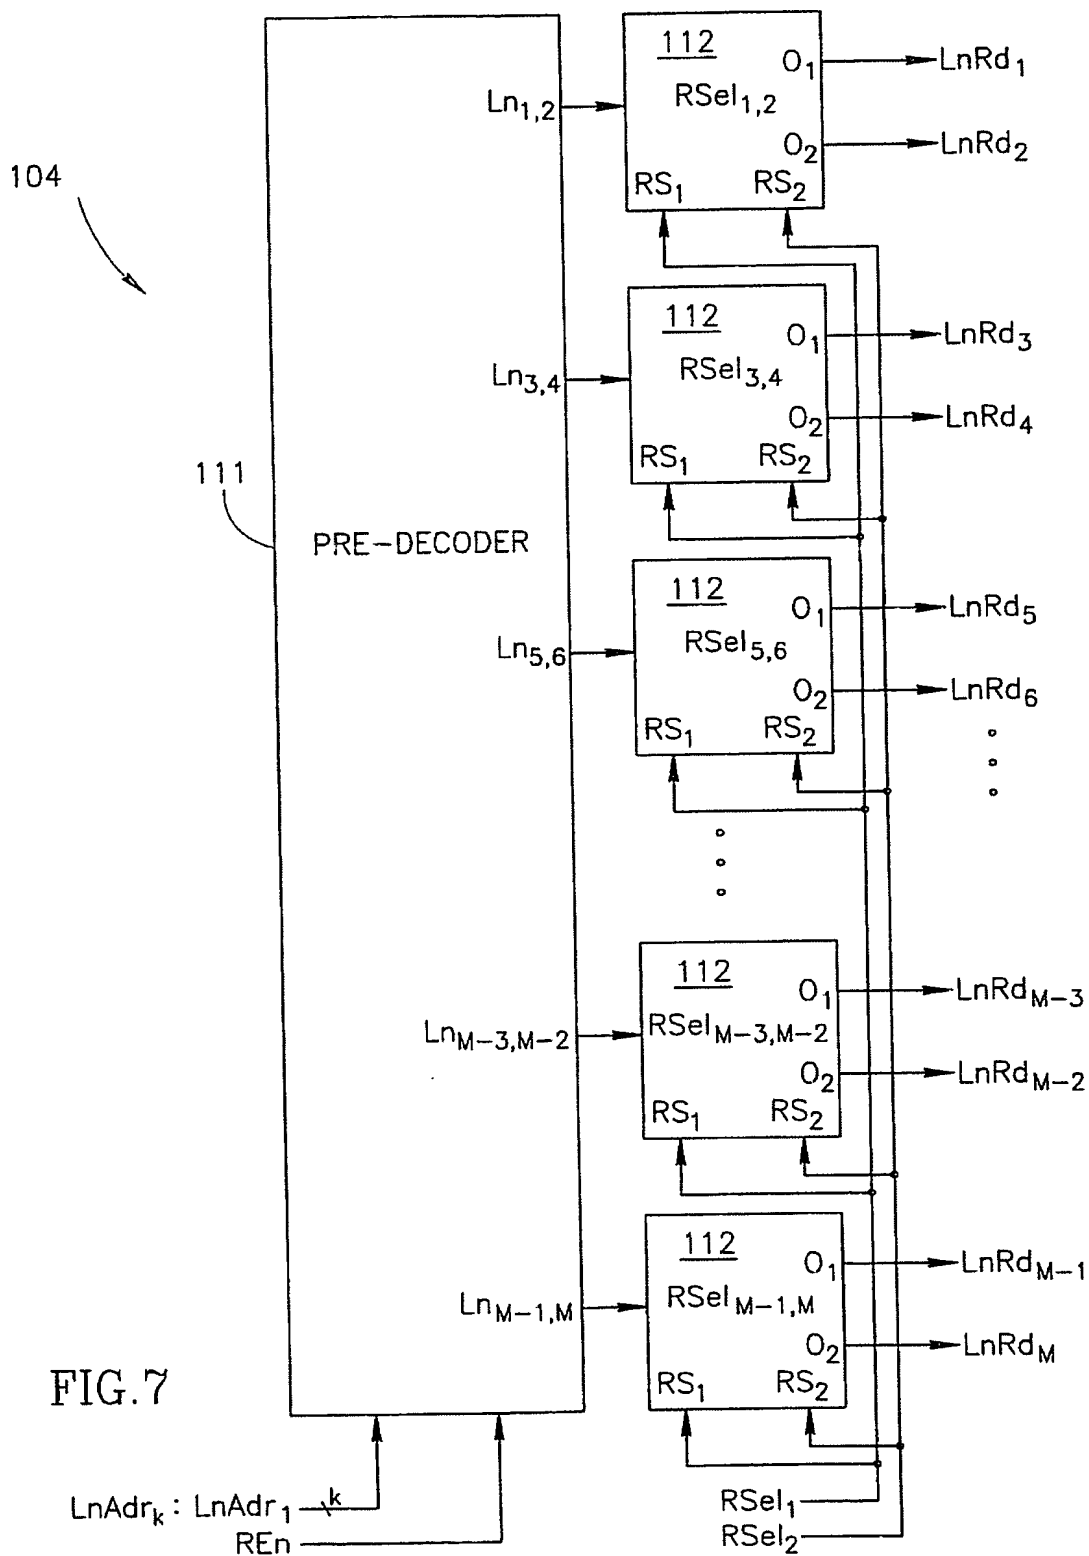 104
111
PRE-DECODER
Ln1,2
112
RSel1,2
O1
O2
RS1
RS2
LnRd1
LnRd2
Ln3,4
112
RSel3,4
O1
O2
RS1
RS2
LnRd3
LnRd4
Ln5,6
112
RSel5,6
O1
O2
RS1
RS2
LnRd5
LnRd6
LnM-3,M-2
112
RSelM-3,M-2
O1
O2
RS1
RS2
LnRdM-3
LnRdM-2
LnM-1,M
112
RSelM-1,M
O1
O2
RS1
RS2
LnRdM-1
LnRdM
FIG.7
LnAdrk: LnAdr1 k
REn
RSel1
RSel2